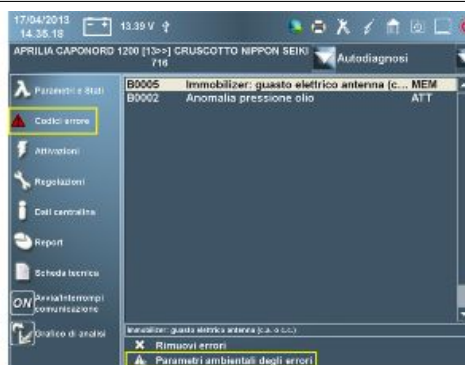 17/04/2013
14.35.18
13.39 V
APRILIA CAPONORD 1200 [13>>] CRUSCOTTO NIPPON SEIKI
716
Autodiagnosi
Parametri e Stati
Codici errore
Attivazioni
Regolazioni
Dati centralina
Report
Scheda tecnica
ON Avvia/Interrompi
comunicazione
Grafico di analisi
B0005 Immobilizer: guasto elettrico antenna (c... MEM
B0002 Anomalia pressione olio ATT
Immobilizer: guasto elettrico antenna (c.a. o c.c.)
Rimuovi errori
Parametri ambientali degli errori